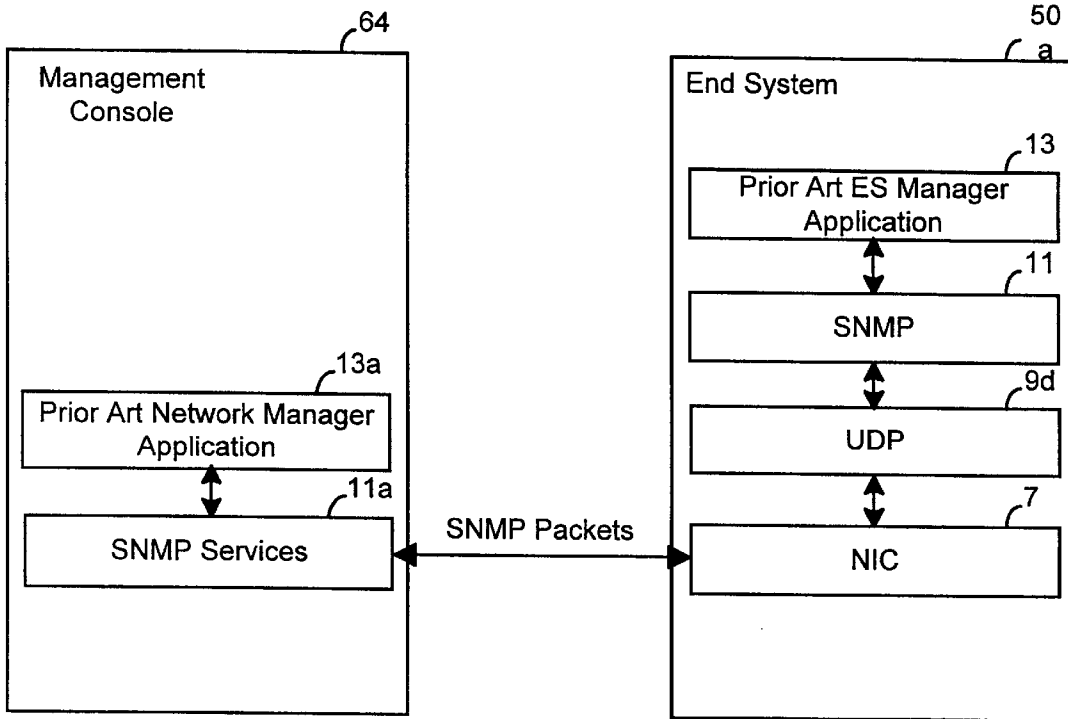 64
Management
Console
13a
Prior Art Network Manager
Application
11a
SNMP Services
SNMP Packets
50
a
End System
13
Prior Art ES Manager
Application
11
SNMP
9d
UDP
7
NIC